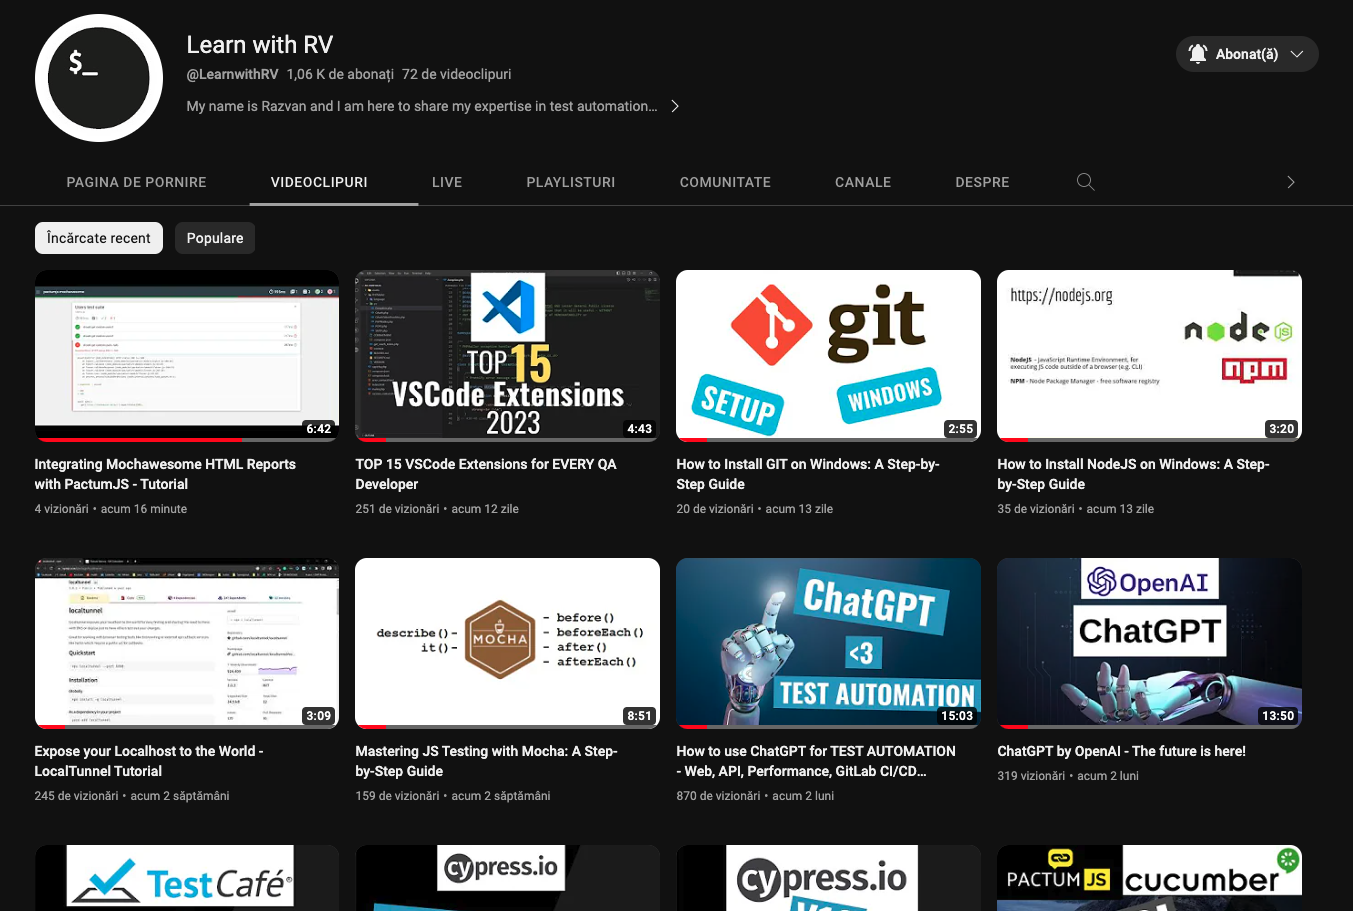 $_
Learn with RV
@LearnwithRV 1,06 K de abonați 72 de videoclipuri
My name is Razvan and I am here to share my expertise in test automation...
Abonat(ă)
PAGINA DE PORNIRE VIDEOCLIPURI LIVE PLAYLISTURI COMUNITATE CANALE DESPRE
Încărcate recent Populare
6:42
TOP 15
VSCode Extensions
2023
4:43
git
SETUP
WINDOWS
2:55
https://nodejs.org
node
JS
NodeJS - JavaScript Runtime Environment, for
executing JS code outside of a browser (e.g. CLI)
NPM - Node Package Manager - free software registry
npm
3:20
Integrating Mochawesome HTML Reports
with PactumJS - Tutorial
4 vizionări • acum 16 minute
TOP 15 VSCode Extensions for EVERY QA
Developer
251 de vizionări • acum 12 zile
How to Install GIT on Windows: A Step-by-
Step Guide
20 de vizionări • acum 13 zile
How to Install NodeJS on Windows: A Step-
by-Step Guide
35 de vizionări • acum 13 zile
localtunnel
Quickstart
Installation
3:09
describe()-
it()-
MOCHA
- before()
- beforeEach()
- after()
- afterEach()
8:51
ChatGPT
<3
TEST AUTOMATION
15:03
OpenAI
ChatGPT
13:50
Expose your Localhost to the World -
LocalTunnel Tutorial
245 de vizionări • acum 2 săptămâni
Mastering JS Testing with Mocha: A Step-
by-Step Guide
159 de vizionări • acum 2 săptămâni
How to use ChatGPT for TEST AUTOMATION
- Web, API, Performance, GitLab CI/CD...
870 de vizionări • acum 2 luni
ChatGPT by OpenAI - The future is here!
319 vizionări • acum 2 luni
TestCafé®
cypress.io
cypress.io
PACTUM JS
cucumber